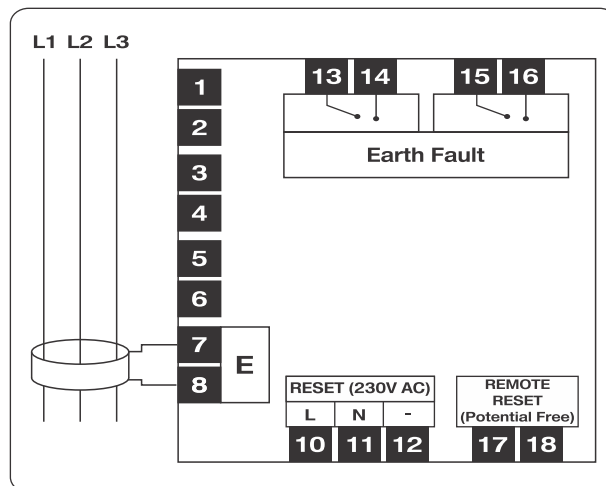 L1 L2 L3
13 14 15 16
1
2
3
4
5
6
7
8
Earth Fault
E
RESET (230V AC)
L N -
10 11 12
REMOTE
RESET
(Potential Free)
17 18